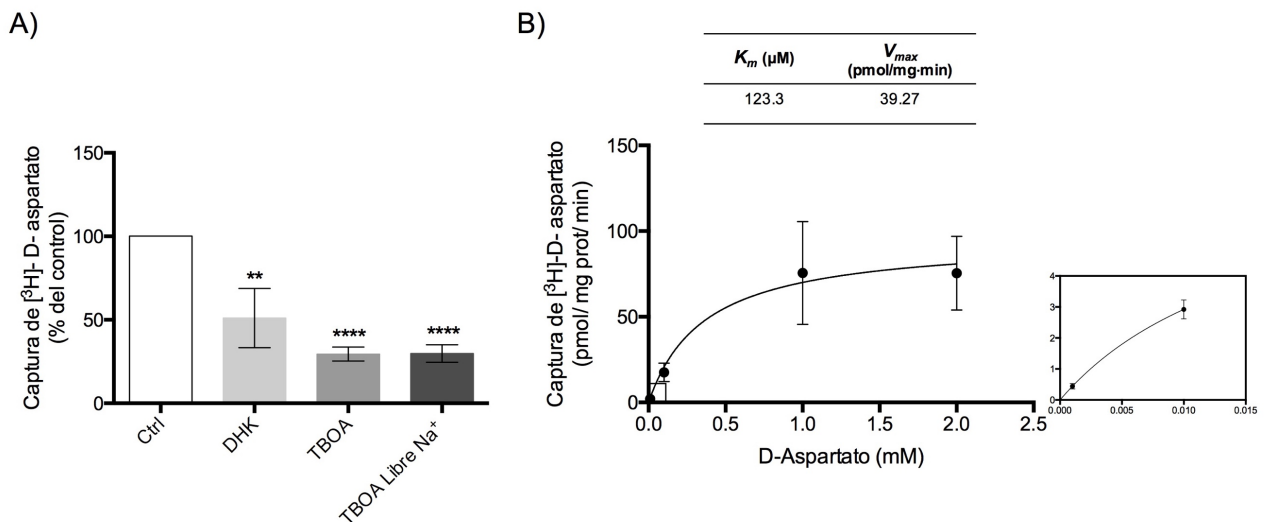 A)
Captura de [³H]- D- aspartato
(% del control)
150
100
50
0
**
****
****
Ctrl
DHK
TBOA
TBOA Libre Na⁺
B)
Kₘ (µM)
Vₘₐₓ
(pmol/mg·min)
123.3
39.27
Captura de [³H]-D- aspartato
(pmol/ mg prot/ min)
150
100
50
0
0.0
0.5
1.0
1.5
2.0
2.5
D-Aspartato (mM)
4
3
2
1
0
0.000
0.005
0.010
0.015